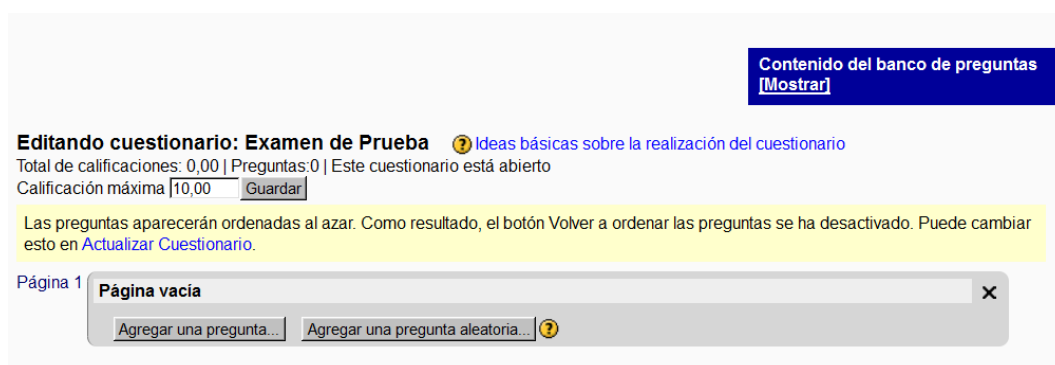 Contenido del banco de preguntas
[Mostrar]
Editando cuestionario: Examen de Prueba ? Ideas básicas sobre la realización del cuestionario
Total de calificaciones: 0,00 | Preguntas:0 | Este cuestionario está abierto
Calificación máxima 10,00 Guardar
Las preguntas aparecerán ordenadas al azar. Como resultado, el botón Volver a ordenar las preguntas se ha desactivado. Puede cambiar
esto en Actualizar Cuestionario.
Página 1 Página vacía
Agregar una pregunta... Agregar una pregunta aleatoria... ?